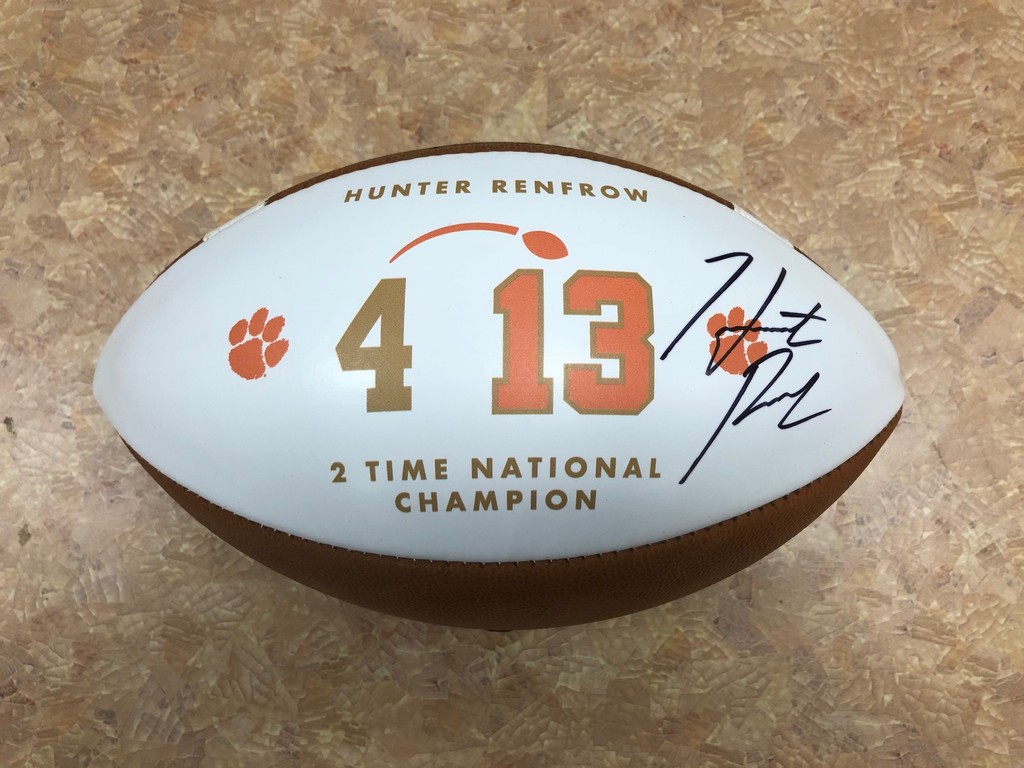 HUNTER RENFROW
4 13
2 TIME NATIONAL
CHAMPION